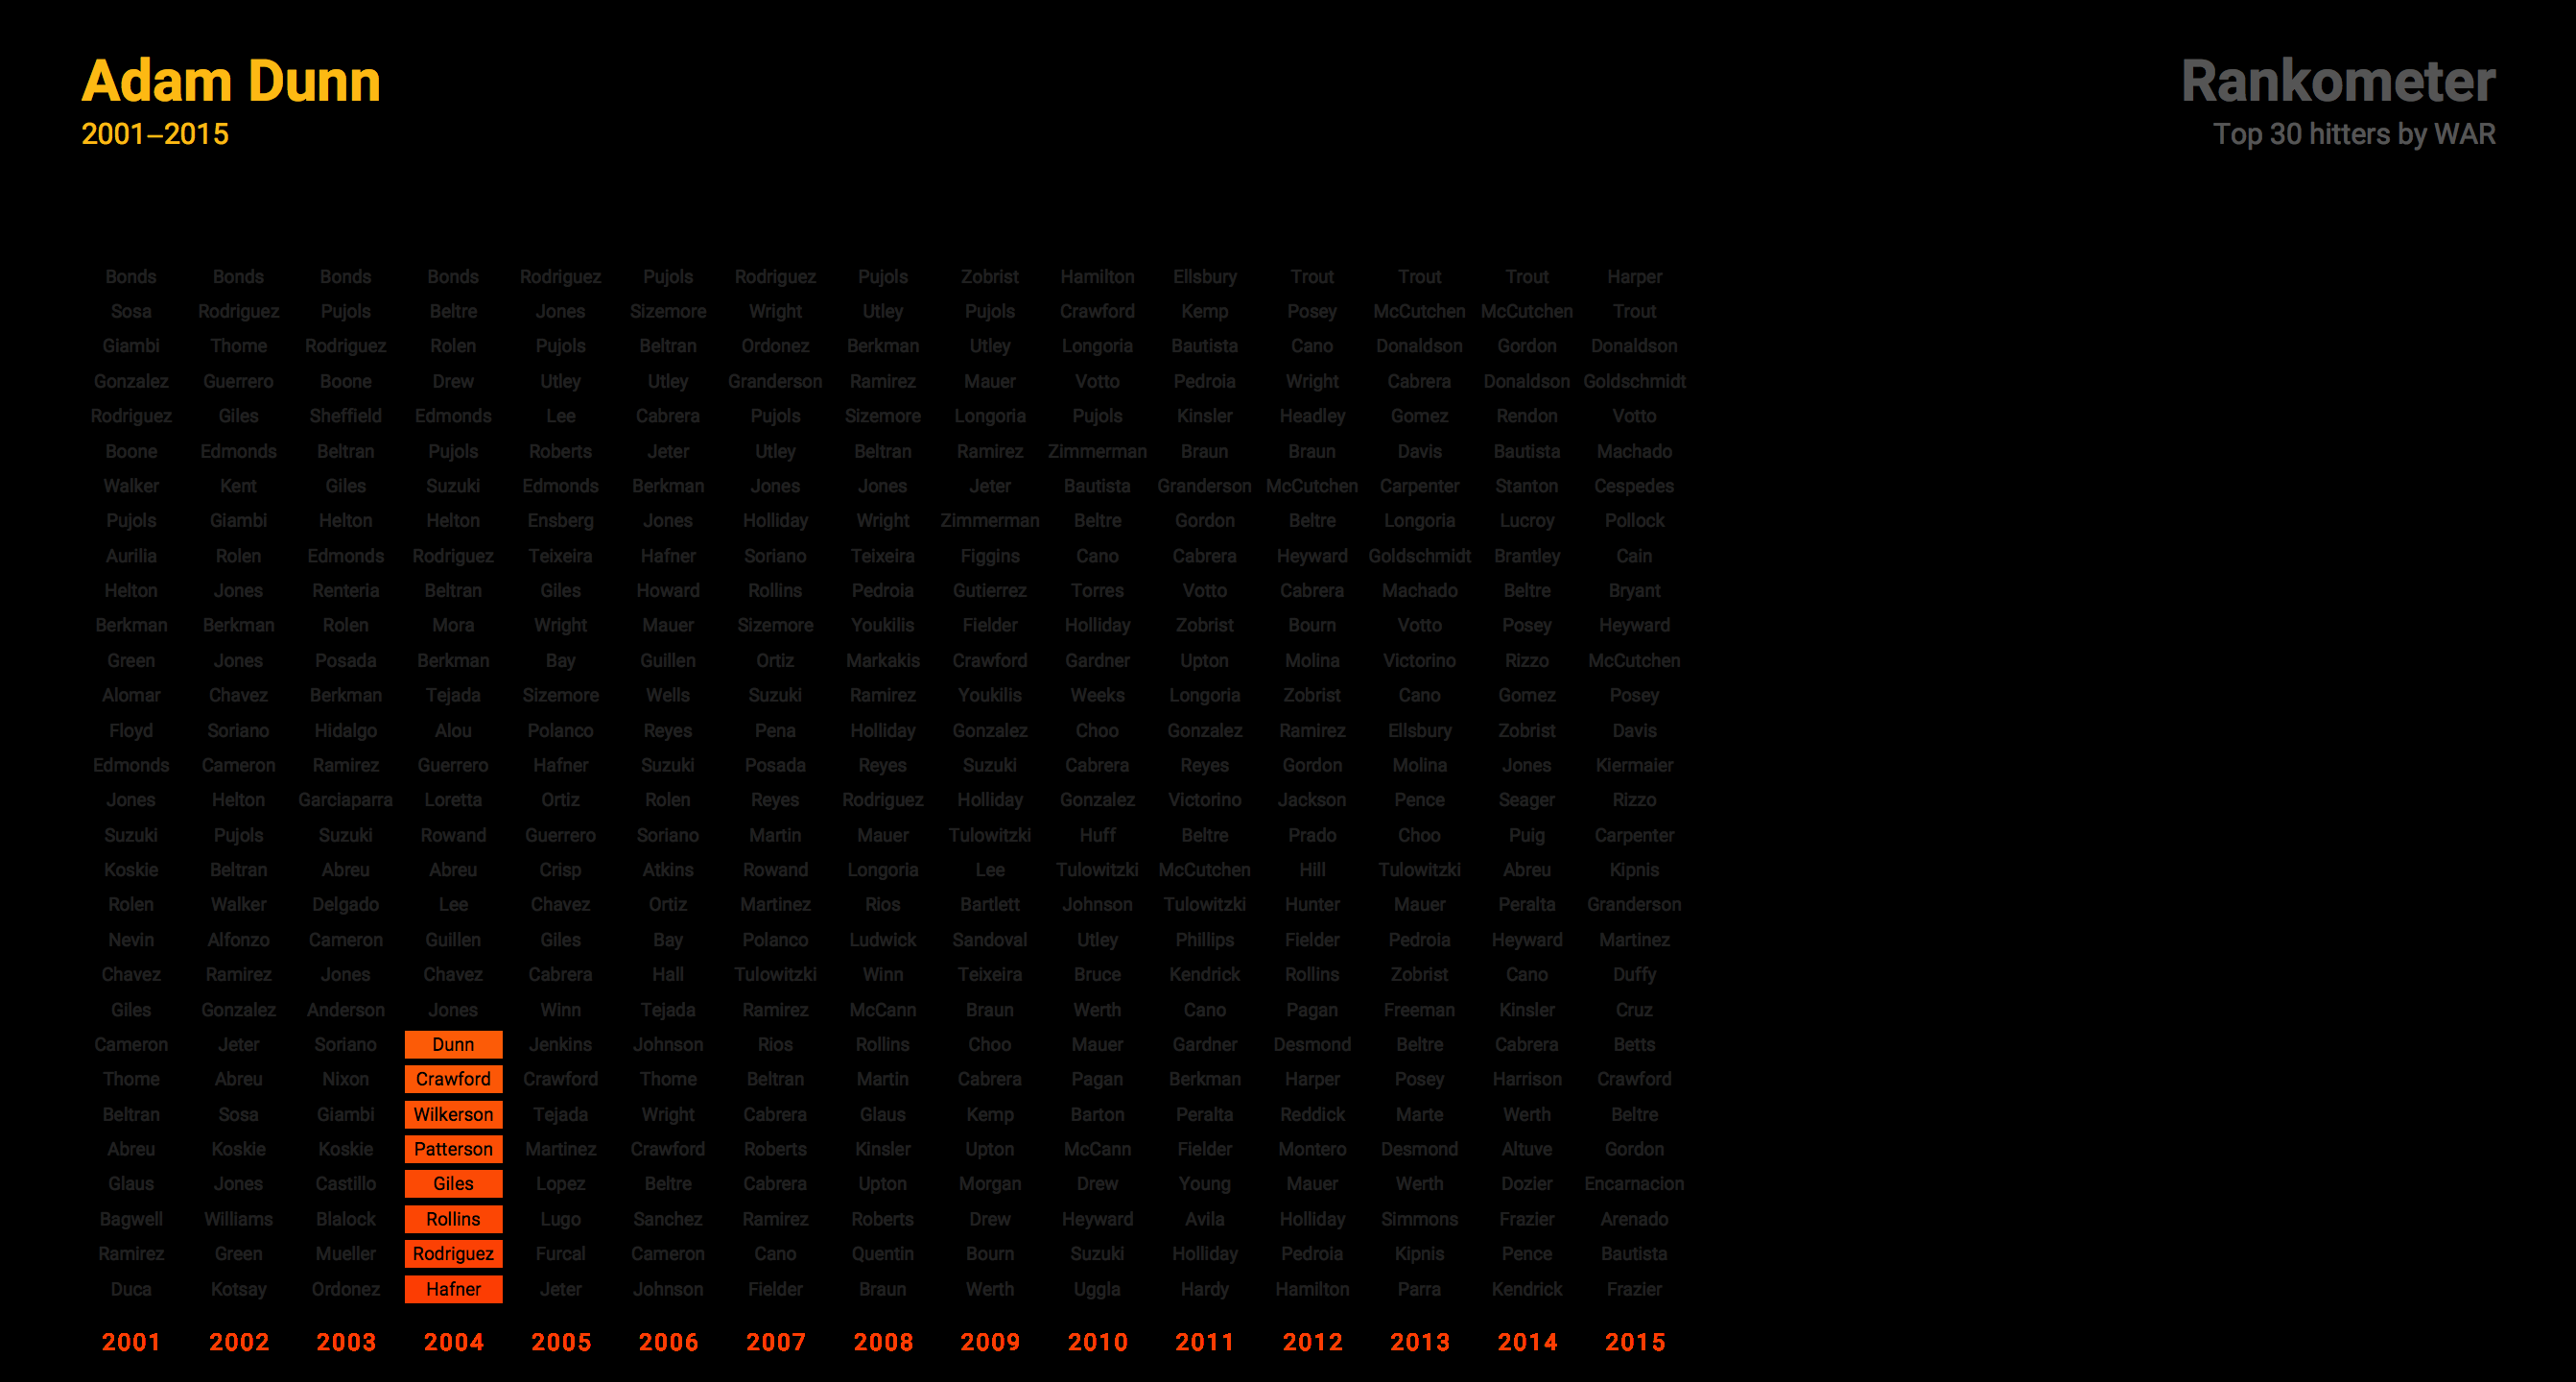 Adam Dunn
2001–2015
Rankometer
Top 30 hitters by WAR
Bonds Bonds Bonds Bonds Rodriguez Pujols Rodriguez Pujols Zobrist Hamilton Ellsbury Trout Trout Trout Harper
Sosa Rodriguez Pujols Beltre Jones Sizemore Wright Utley Pujols Crawford Kemp Posey McCutchen McCutchen Trout
Giambi Thome Rodriguez Rolen Pujols Beltran Ordonez Berkman Utley Longoria Bautista Cano Donaldson Gordon Donaldson
Gonzalez Guerrero Boone Drew Utley Utley Granderson Ramirez Mauer Votto Pedroia Wright Cabrera Donaldson Goldschmidt
Rodriguez Giles Sheffield Edmonds Lee Cabrera Pujols Sizemore Longoria Pujols Kinsler Headley Gomez Rendon Votto
Boone Edmonds Beltran Pujols Roberts Jeter Utley Beltran Ramirez Zimmerman Braun Braun Davis Bautista Machado
Walker Kent Giles Suzuki Edmonds Berkman Jones Jones Jeter Bautista Granderson McCutchen Carpenter Stanton Cespedes
Pujols Giambi Helton Helton Ensberg Jones Holliday Wright Zimmerman Beltre Gordon Beltre Longoria Lucroy Pollock
Aurilia Rolen Edmonds Rodriguez Teixeira Hafner Soriano Teixeira Figgins Cano Cabrera Heyward Goldschmidt Brantley Cain
Helton Jones Renteria Beltran Giles Howard Rollins Pedroia Gutierrez Torres Votto Cabrera Machado Beltre Bryant
Berkman Berkman Rolen Mora Wright Mauer Sizemore Youkilis Fielder Holliday Zobrist Bourn Votto Posey Heyward
Green Jones Posada Berkman Bay Guillen Ortiz Markakis Crawford Gardner Upton Molina Victorino Rizzo McCutchen
Alomar Chavez Berkman Tejada Sizemore Wells Suzuki Ramirez Youkilis Weeks Longoria Zobrist Cano Gomez Posey
Floyd Soriano Hidalgo Alou Polanco Reyes Pena Holliday Gonzalez Choo Gonzalez Ramirez Ellsbury Zobrist Davis
Edmonds Cameron Ramirez Guerrero Hafner Suzuki Posada Reyes Suzuki Cabrera Reyes Gordon Molina Jones Kiermaier
Jones Helton Garciaparra Loretta Ortiz Rolen Reyes Rodriguez Holliday Gonzalez Victorino Jackson Pence Seager Rizzo
Suzuki Pujols Suzuki Rowand Guerrero Soriano Martin Mauer Tulowitzki Huff Beltre Prado Choo Puig Carpenter
Koskie Beltran Abreu Abreu Crisp Atkins Rowand Longoria Lee Tulowitzki McCutchen Hill Tulowitzki Abreu Kipnis
Rolen Walker Delgado Lee Chavez Ortiz Martinez Rios Bartlett Johnson Tulowitzki Hunter Mauer Peralta Granderson
Nevin Alfonzo Cameron Guillen Giles Bay Polanco Ludwick Sandoval Utley Phillips Fielder Pedroia Heyward Martinez
Chavez Ramirez Jones Chavez Cabrera Hall Tulowitzki Winn Teixeira Bruce Kendrick Rollins Zobrist Cano Duffy
Giles Gonzalez Anderson Jones Winn Tejada Ramirez McCann Braun Werth Cano Pagan Freeman Kinsler Cruz
Cameron Jeter Soriano Dunn Jenkins Johnson Rios Rollins Choo Mauer Gardner Desmond Beltre Cabrera Betts
Thome Abreu Nixon Crawford Crawford Thome Beltran Martin Cabrera Pagan Berkman Harper Posey Harrison Crawford
Beltran Sosa Giambi Wilkerson Tejada Wright Cabrera Glaus Kemp Barton Peralta Reddick Marte Werth Beltre
Abreu Koskie Koskie Patterson Martinez Crawford Roberts Kinsler Upton McCann Fielder Montero Desmond Altuve Gordon
Glaus Jones Castillo Giles Lopez Beltre Cabrera Upton Morgan Drew Young Mauer Werth Dozier Encarnacion
Bagwell Williams Blalock Rollins Lugo Sanchez Ramirez Roberts Drew Heyward Avila Holliday Simmons Frazier Arenado
Ramirez Green Mueller Rodriguez Furcal Cameron Cano Quentin Bourn Suzuki Holliday Pedroia Kipnis Pence Bautista
Duca Kotsay Ordonez Hafner Jeter Johnson Fielder Braun Werth Uggla Hardy Hamilton Parra Kendrick Frazier
2001 2002 2003 2004 2005 2006 2007 2008 2009 2010 2011 2012 2013 2014 2015